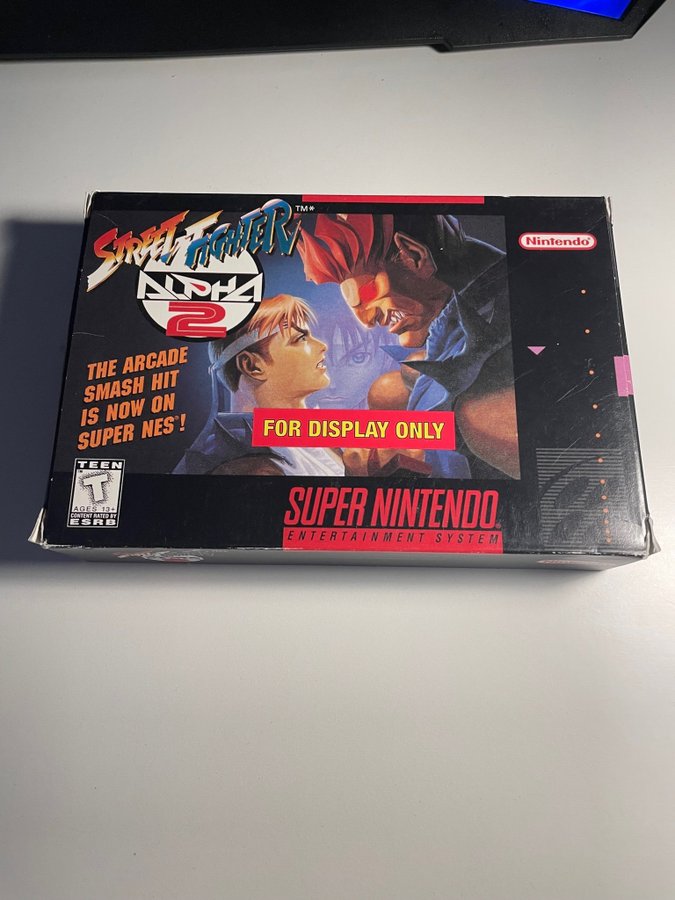 STREET FIGHTER TM*
ALPHA
2
Nintendo®
THE ARCADE
SMASH HIT
IS NOW ON
SUPER NES®!
FOR DISPLAY ONLY
TEEN
T
AGES 13+
CONTENT RATED BY
ESRB
SUPER NINTENDO®
ENTERTAINMENT SYSTEM